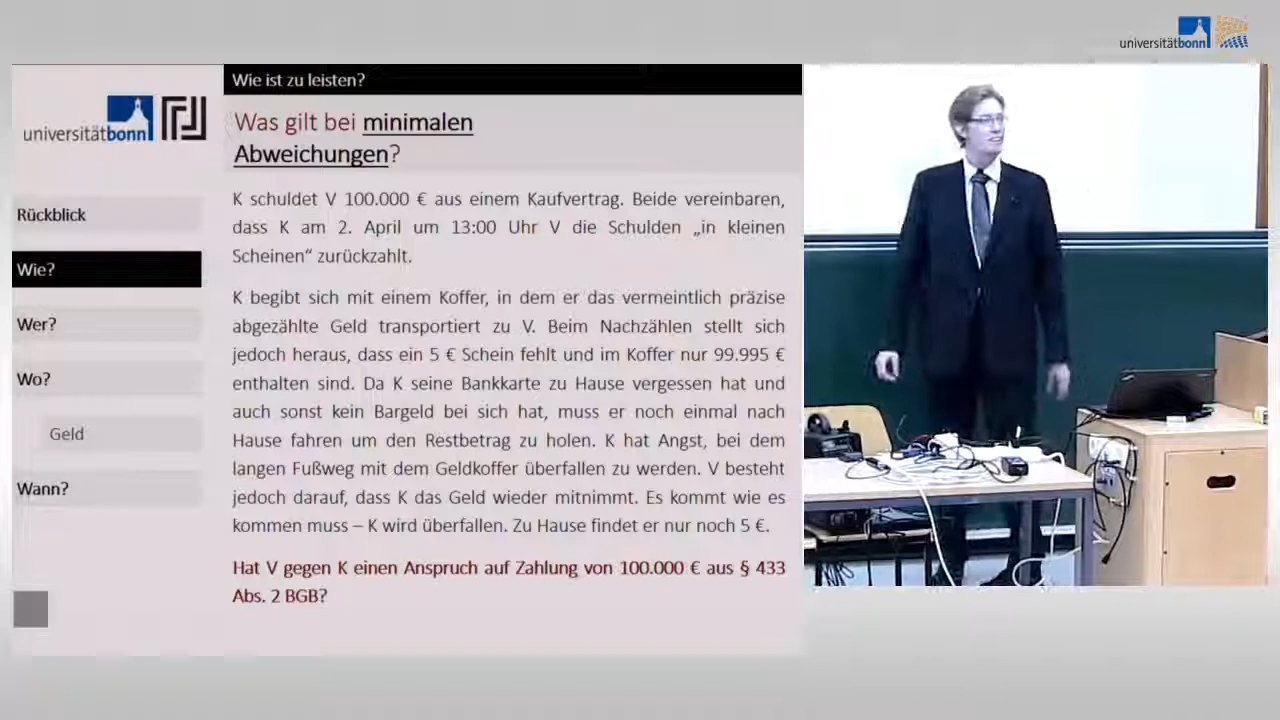 universitätbonn
Wie ist zu leisten?
universitätbonn
Was gilt bei minimalen
Abweichungen?
Rückblick
Wie?
Wer?
Wo?
Geld
Wann?
K schuldet V 100.000 € aus einem Kaufvertrag. Beide vereinbaren,
dass K am 2. April um 13:00 Uhr V die Schulden „in kleinen
Scheinen“ zurückzahlt.
K begibt sich mit einem Koffer, in dem er das vermeintlich präzise
abgezählte Geld transportiert zu V. Beim Nachzählen stellt sich
jedoch heraus, dass ein 5 € Schein fehlt und im Koffer nur 99.995 €
enthalten sind. Da K seine Bankkarte zu Hause vergessen hat und
auch sonst kein Bargeld bei sich hat, muss er noch einmal nach
Hause fahren um den Restbetrag zu holen. K hat Angst, bei dem
langen Fußweg mit dem Geldkoffer überfallen zu werden. V besteht
jedoch darauf, dass K das Geld wieder mitnimmt. Es kommt wie es
kommen muss – K wird überfallen. Zu Hause findet er nur noch 5 €.
Hat V gegen K einen Anspruch auf Zahlung von 100.000 € aus § 433
Abs. 2 BGB?